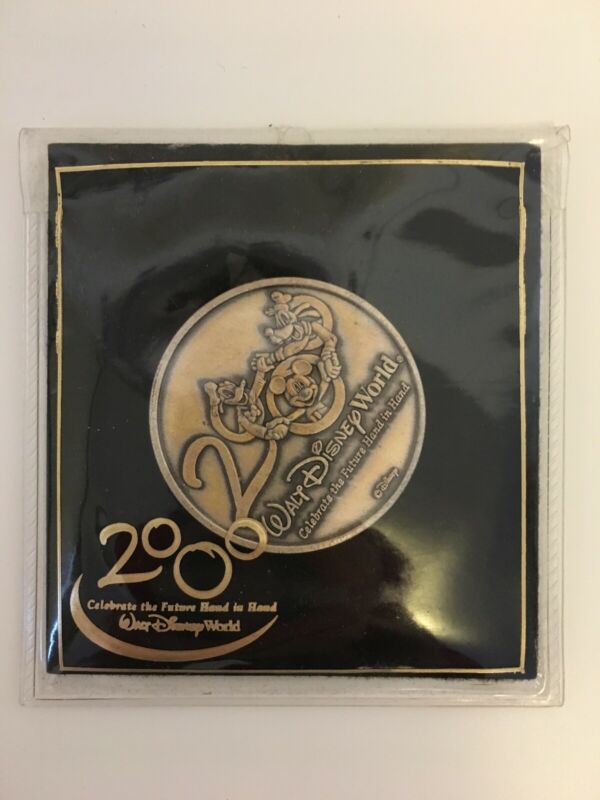 2000
WALT DISNEY World®
Celebrate the Future Hand in Hand
© Disney
2000
Celebrate the Future Hand in Hand
WALT DISNEY World